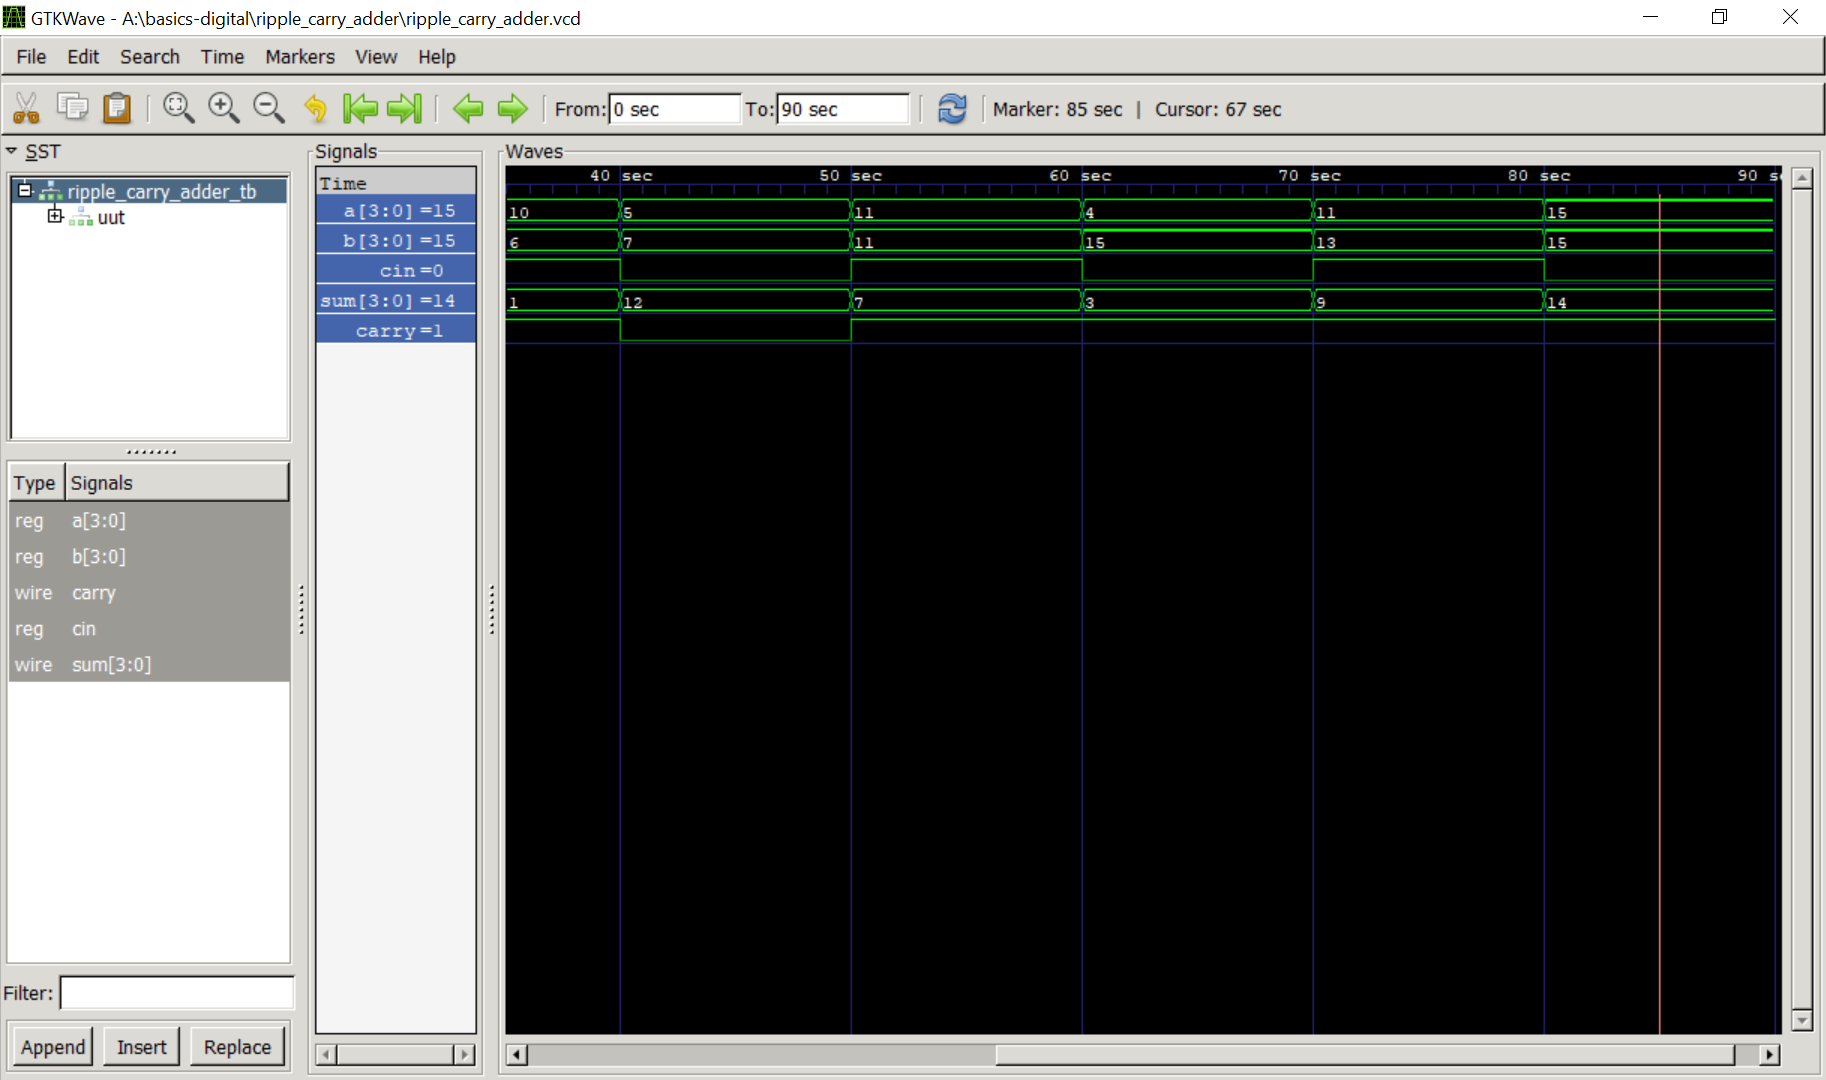 GTKWave - A:\basics-digital\ripple_carry_adder\ripple_carry_adder.vcd
File Edit Search Time Markers View Help
From: 0 sec To: 90 sec Marker: 85 sec | Cursor: 67 sec
SST
ripple_carry_adder_tb
uut
Type Signals
reg a[3:0]
reg b[3:0]
wire carry
reg cin
wire sum[3:0]
Filter:
Append Insert Replace
Signals
Time
a[3:0] =15
b[3:0] =15
cin =0
sum[3:0] =14
carry =1
Waves
40 sec 50 sec 60 sec 70 sec 80 sec 90 s
10 5 11 4 11 15
6 7 11 15 13 15
1 12 7 3 9 14